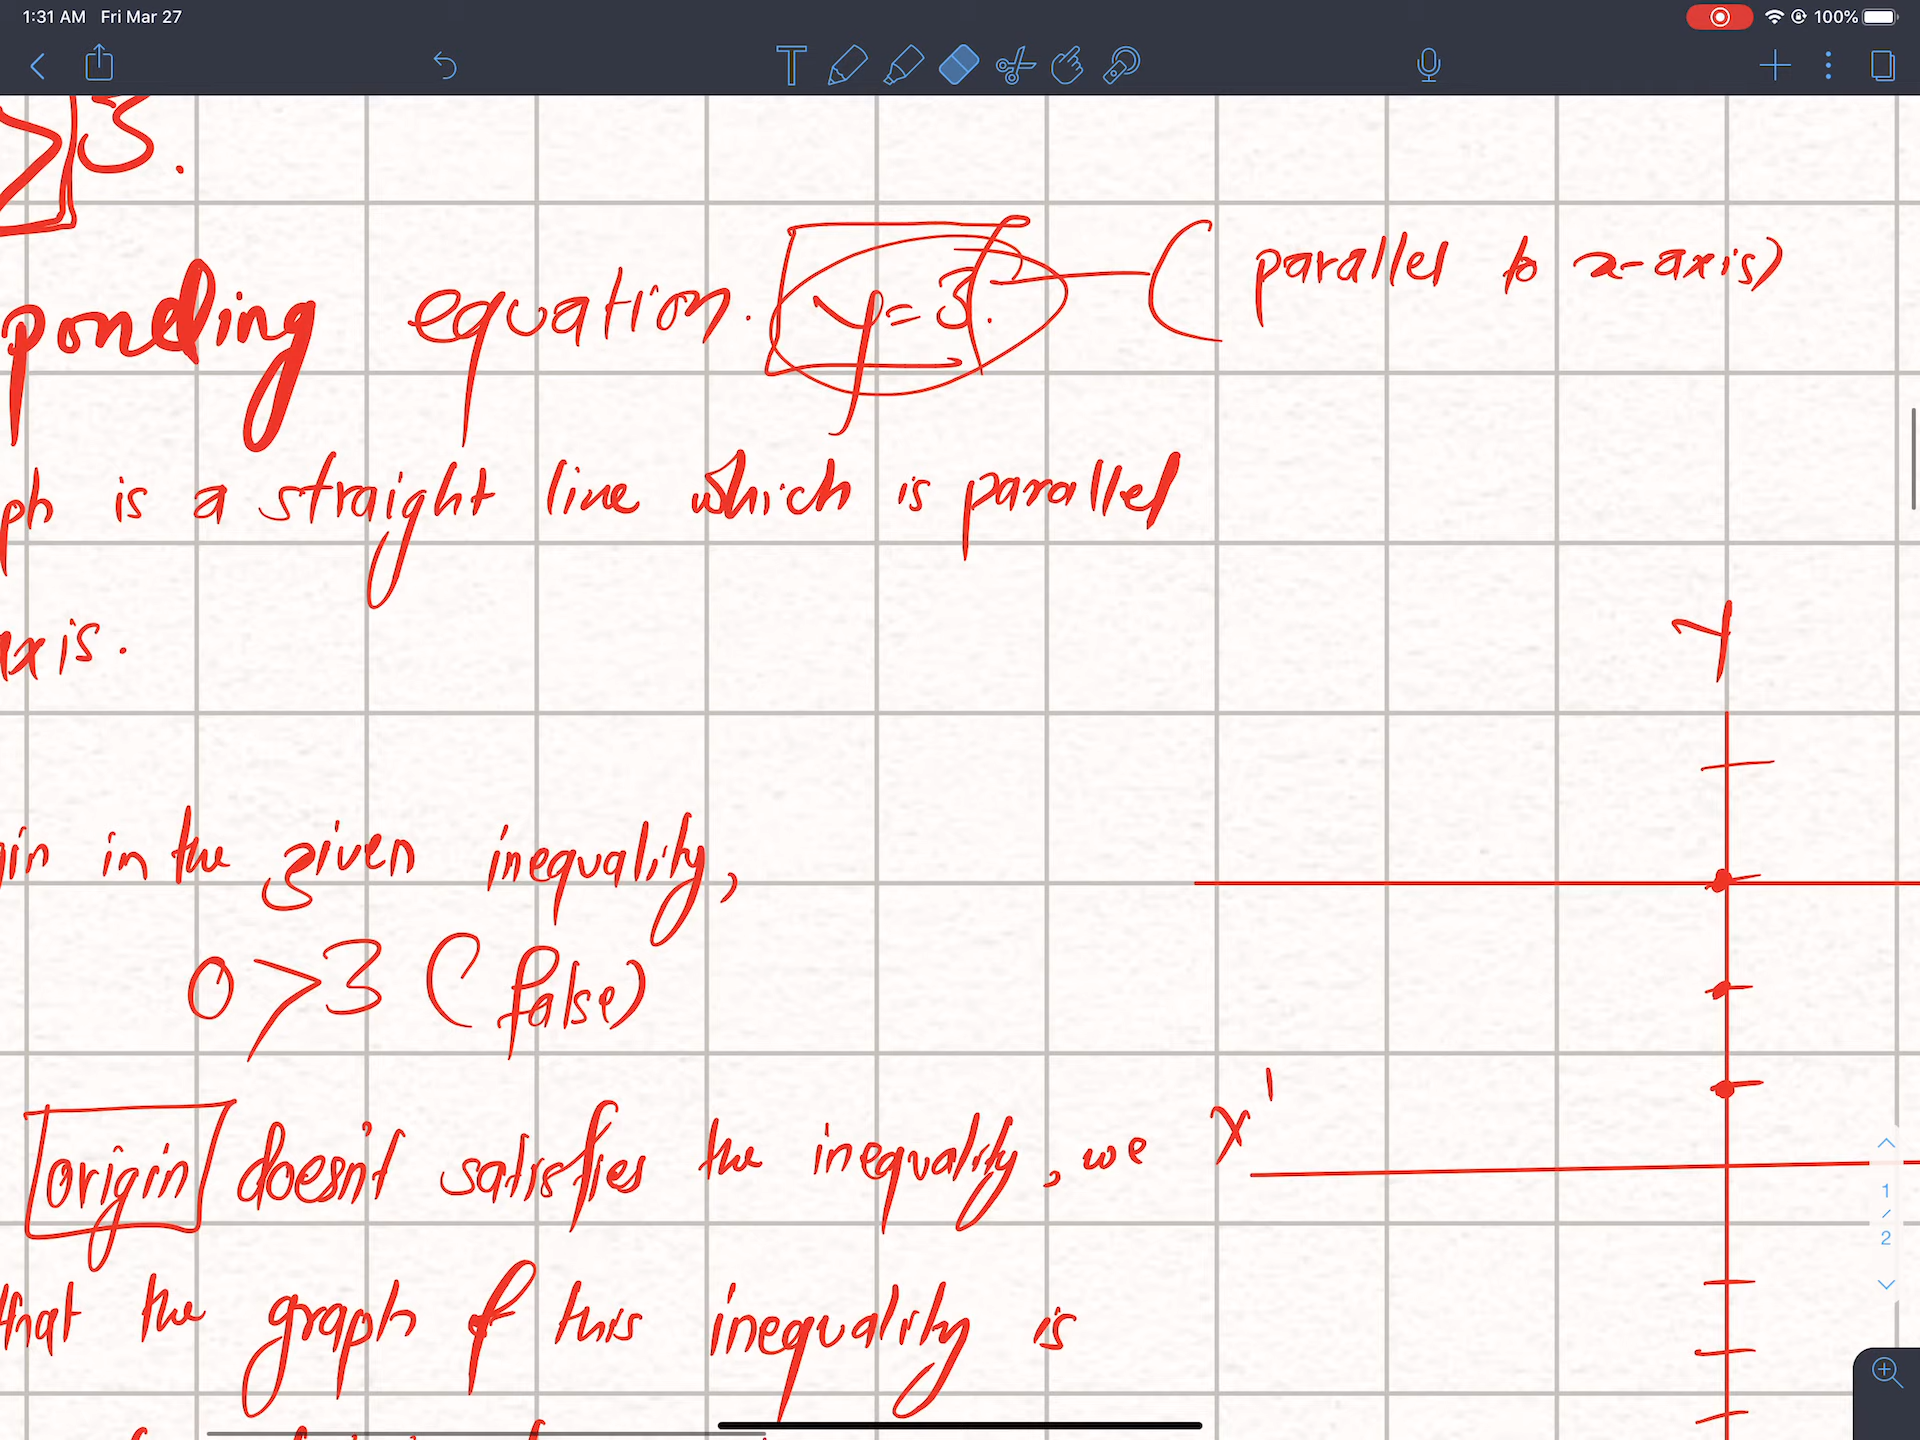 1:31 AM Fri Mar 27
100%
>3.
ponding equation. y=3. ( parallel to x-axis)
ph is a straight line which is parallel
axis.
Y
gin in the given inequality,
0>3 (false)
X'
origin doesn't satisfies the inequality, we
that the graph of this inequality is
1
/
2